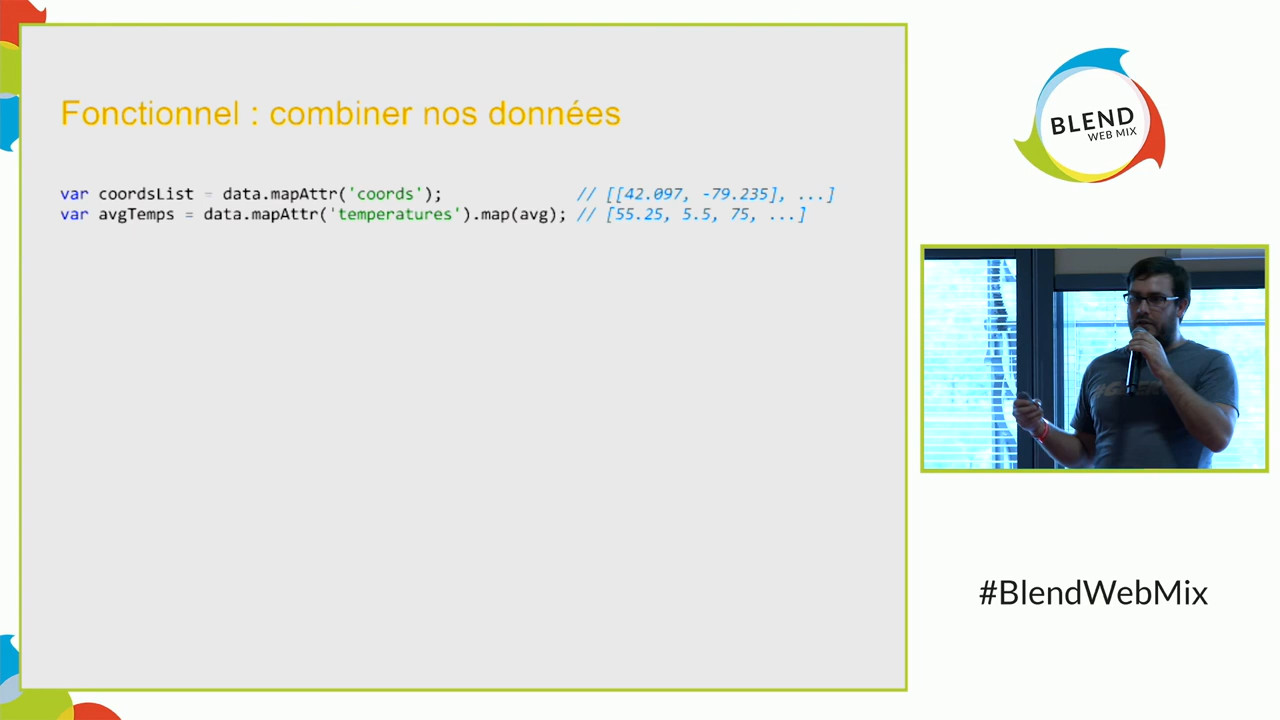 Fonctionnel : combiner nos données
var coordsList = data.mapAttr('coords'); // [[42.097, -79.235], ...]
var avgTemps = data.mapAttr('temperatures').map(avg); // [55.25, 5.5, 75, ...]
BLEND
WEB MIX
#BlendWebMix